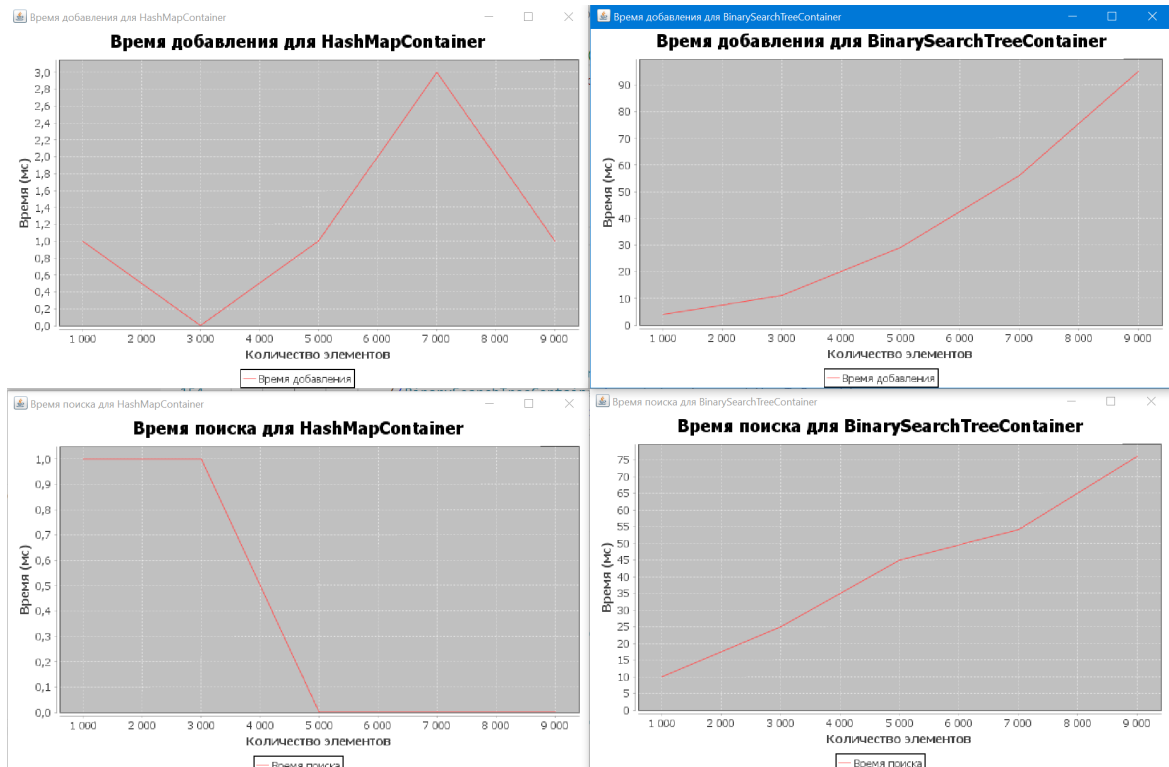 Время добавления для HashMapContainer
Время добавления для HashMapContainer
3,0
2,8
2,6
2,4
2,2
2,0
1,8
1,6
1,4
1,2
1,0
0,8
0,6
0,4
0,2
0,0
Время (мс)
1 000 2 000 3 000 4 000 5 000 6 000 7 000 8 000 9 000
Количество элементов
Время добавления
Время добавления для BinarySearchTreeContainer
Время добавления для BinarySearchTreeContainer
90
80
70
60
50
40
30
20
10
0
Время (мс)
1 000 2 000 3 000 4 000 5 000 6 000 7 000 8 000 9 000
Количество элементов
Время добавления
Время поиска для HashMapContainer
Время поиска для HashMapContainer
1,0
0,9
0,8
0,7
0,6
0,5
0,4
0,3
0,2
0,1
0,0
Время (мс)
1 000 2 000 3 000 4 000 5 000 6 000 7 000 8 000 9 000
Количество элементов
Время поиска
Время поиска для BinarySearchTreeContainer
Время поиска для BinarySearchTreeContainer
75
70
65
60
55
50
45
40
35
30
25
20
15
10
5
0
Время (мс)
1 000 2 000 3 000 4 000 5 000 6 000 7 000 8 000 9 000
Количество элементов
Время поиска